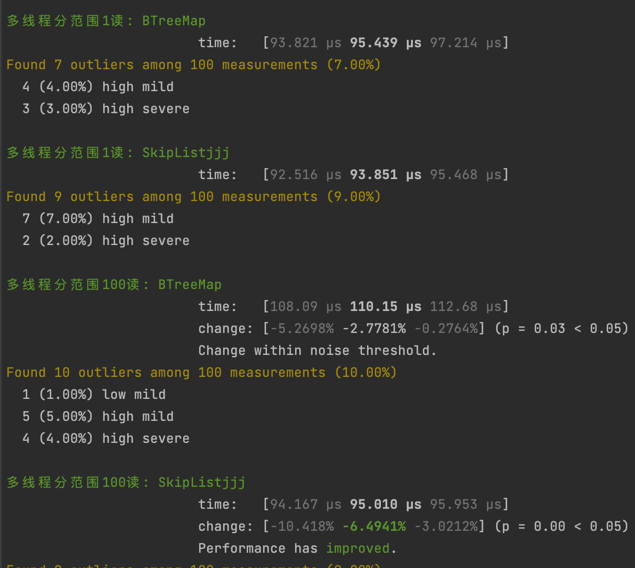 多线程分范围1读: BTreeMap
time: [93.821 µs 95.439 µs 97.214 µs]
Found 7 outliers among 100 measurements (7.00%)
4 (4.00%) high mild
3 (3.00%) high severe
多线程分范围1读: SkipListjjj
time: [92.516 µs 93.851 µs 95.468 µs]
Found 9 outliers among 100 measurements (9.00%)
7 (7.00%) high mild
2 (2.00%) high severe
多线程分范围100读: BTreeMap
time: [108.09 µs 110.15 µs 112.68 µs]
change: [-5.2698% -2.7781% -0.2764%] (p = 0.03 < 0.05)
Change within noise threshold.
Found 10 outliers among 100 measurements (10.00%)
1 (1.00%) low mild
5 (5.00%) high mild
4 (4.00%) high severe
多线程分范围100读: SkipListjjj
time: [94.167 µs 95.010 µs 95.953 µs]
change: [-10.418% -6.4941% -3.0212%] (p = 0.00 < 0.05)
Performance has improved.